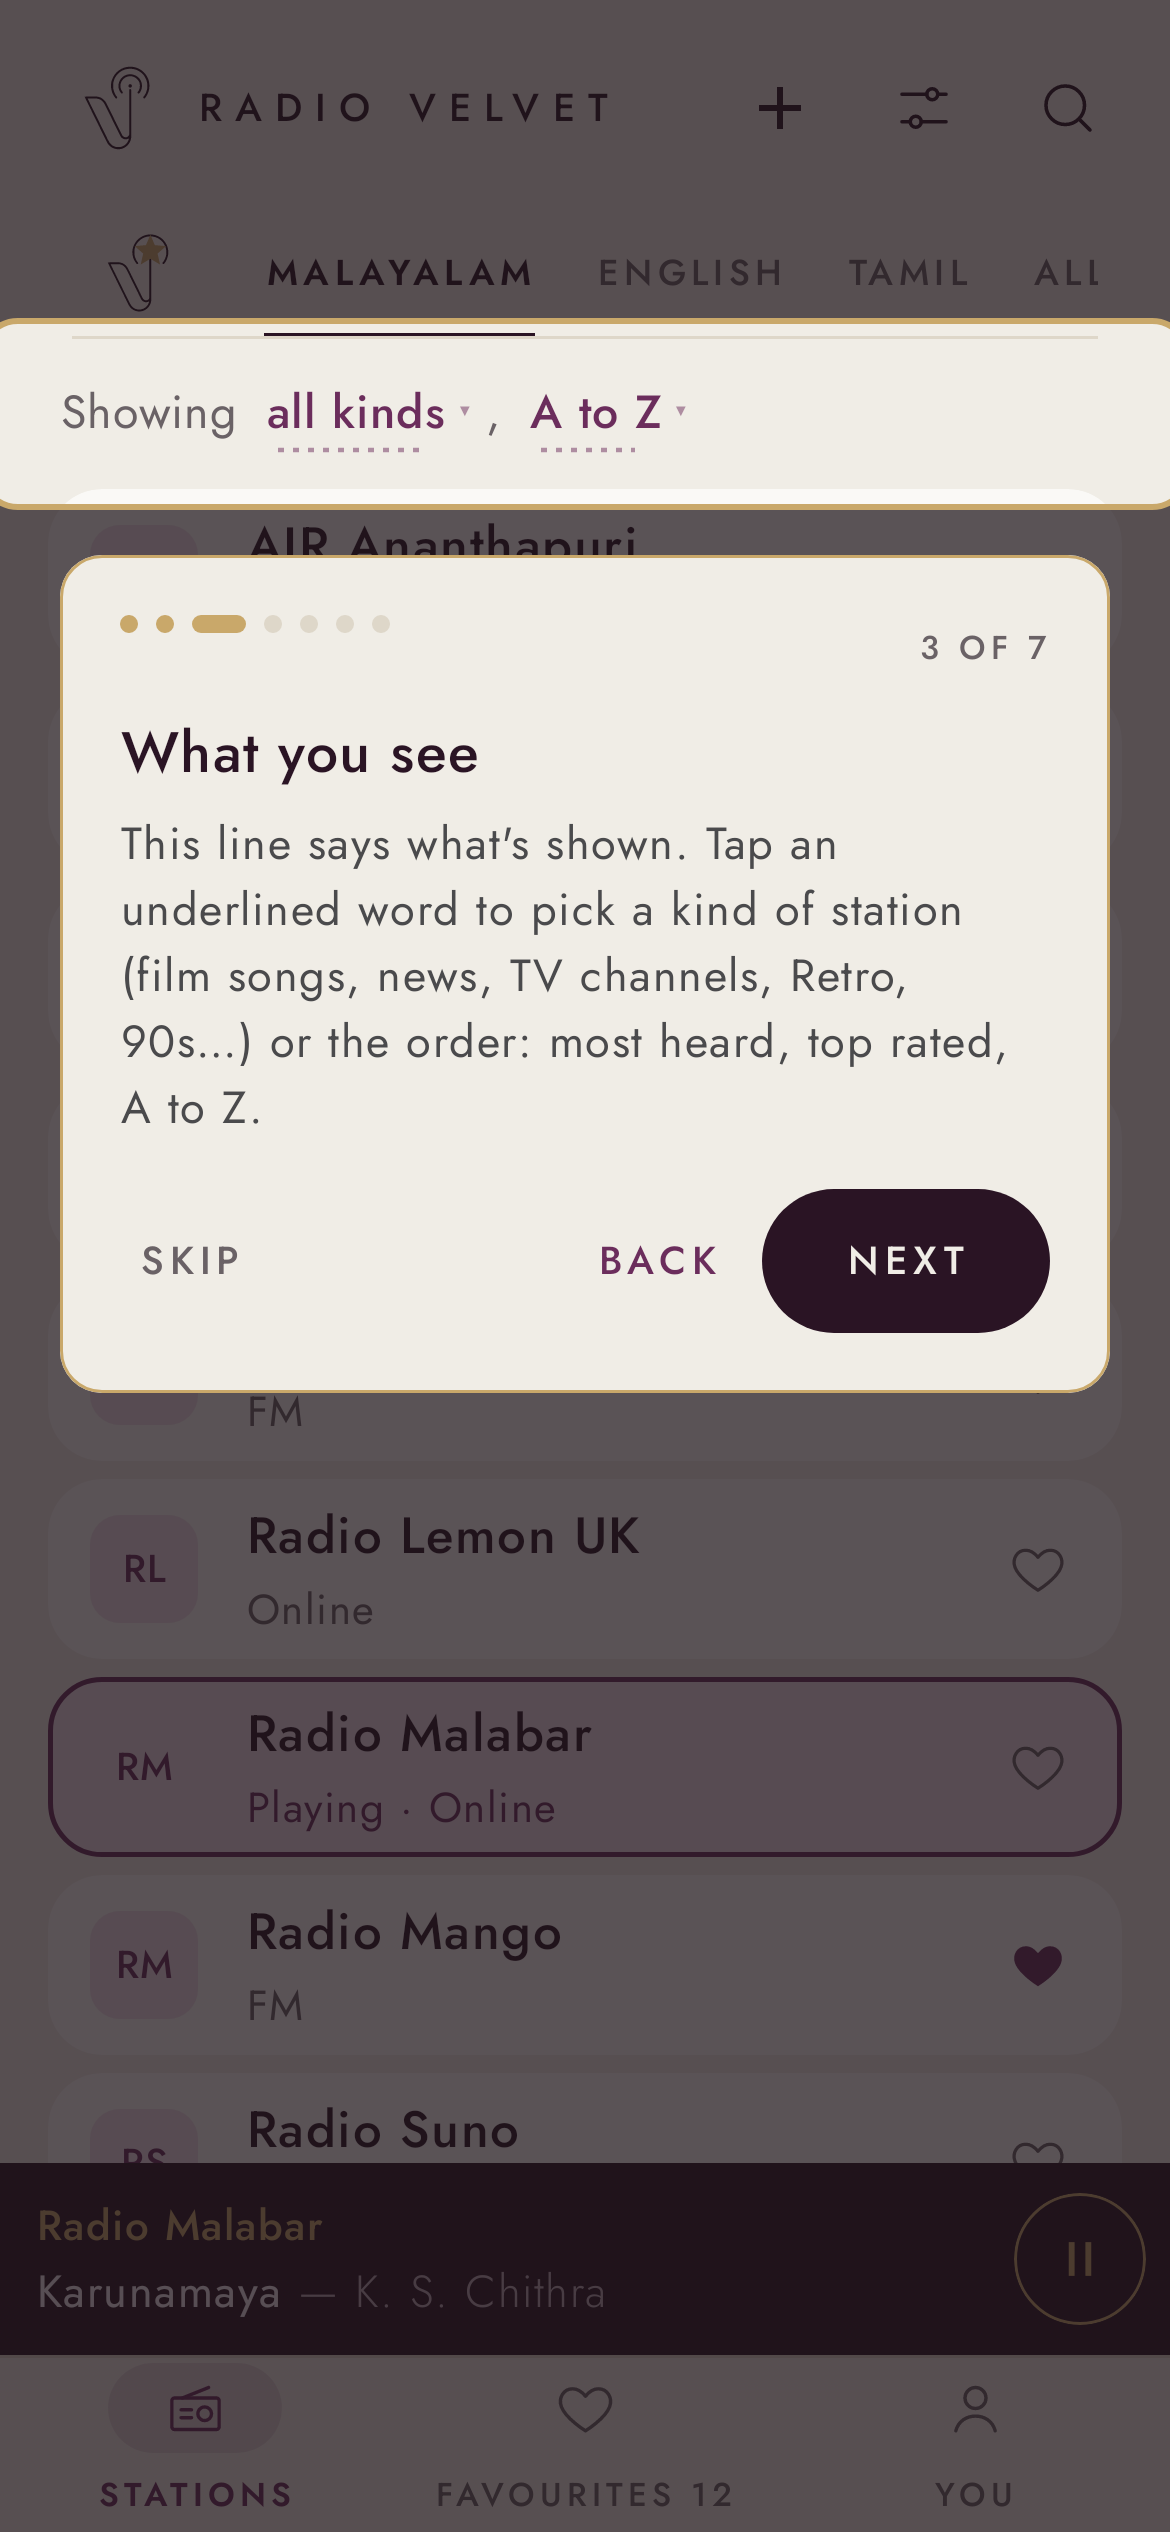 RADIO VELVET
MALAYALAM ENGLISH TAMIL ALL
Showing all kinds ▾ , A to Z ▾
AIR Ananthapuri
3 OF 7
What you see
This line says what's shown. Tap an
underlined word to pick a kind of station
(film songs, news, TV channels, Retro,
90s...) or the order: most heard, top rated,
A to Z.
SKIP BACK NEXT
FM
RL
Radio Lemon UK
Online
RM
Radio Malabar
Playing · Online
RM
Radio Mango
FM
RS
Radio Suno
Radio Malabar
Karunamaya — K. S. Chithra
STATIONS FAVOURITES 12 YOU